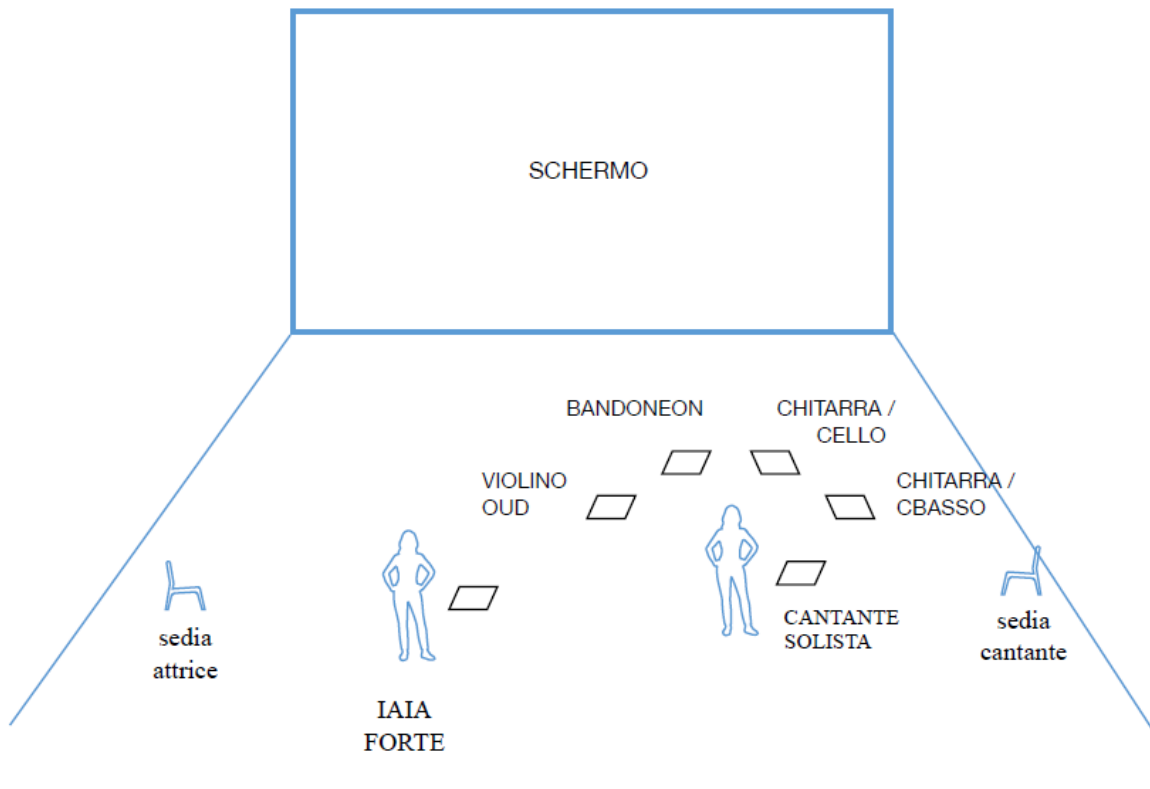 SCHERMO
BANDONEON
CHITARRA /
CELLO
VIOLINO
OUD
CHITARRA /
CBASSO
CANTANTE
SOLISTA
sedia
attrice
sedia
cantante
IAIA
FORTE